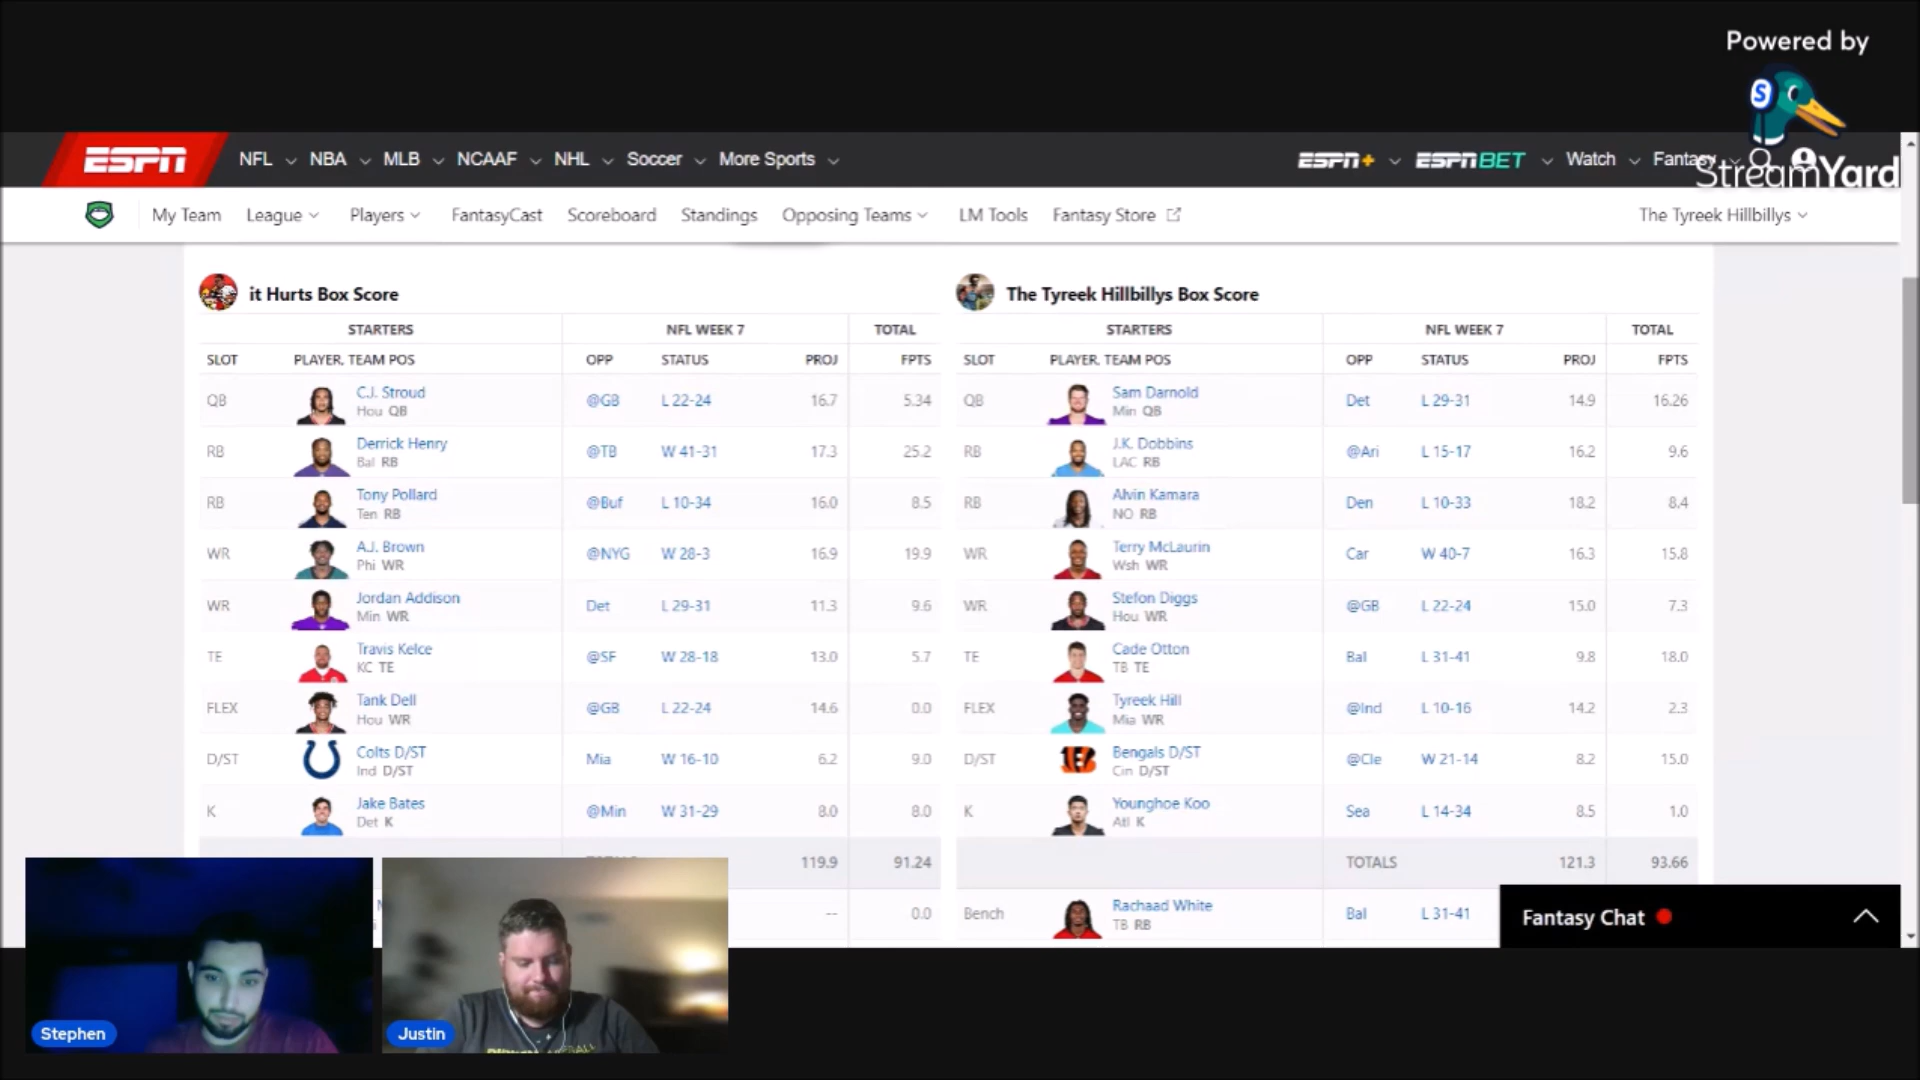 Powered by
S
StreamYard
ESPN NFL NBA MLB NCAAF NHL Soccer More Sports ESPN+ ESPN BET Watch Fantasy
My Team League Players FantasyCast Scoreboard Standings Opposing Teams LM Tools Fantasy Store The Tyreek Hillbillys
it Hurts Box Score
STARTERS NFL WEEK 7 TOTAL
SLOT PLAYER, TEAM POS OPP STATUS PROJ FPTS
QB C.J. Stroud @GB L 22-24 16.7 5.34
Hou QB
RB Derrick Henry @TB W 41-31 17.3 25.2
Bal RB
RB Tony Pollard @Buf L 10-34 16.0 8.5
Ten RB
WR A.J. Brown @NYG W 28-3 16.9 19.9
Phi WR
WR Jordan Addison Det L 29-31 11.3 9.6
Min WR
TE Travis Kelce @SF W 28-18 13.0 5.7
KC TE
FLEX Tank Dell @GB L 22-24 14.6 0.0
Hou WR
D/ST Colts D/ST Mia W 16-10 6.2 9.0
Ind D/ST
K Jake Bates @Min W 31-29 8.0 8.0
Det K
119.9 91.24
-- 0.0
The Tyreek Hillbillys Box Score
STARTERS NFL WEEK 7 TOTAL
SLOT PLAYER, TEAM POS OPP STATUS PROJ FPTS
QB Sam Darnold Det L 29-31 14.9 16.26
Min QB
RB J.K. Dobbins @Ari L 15-17 16.2 9.6
LAC RB
RB Alvin Kamara Den L 10-33 18.2 8.4
NO RB
WR Terry McLaurin Car W 40-7 16.3 15.8
Wsh WR
WR Stefon Diggs @GB L 22-24 15.0 7.3
Hou WR
TE Cade Otton Bal L 31-41 9.8 18.0
TB TE
FLEX Tyreek Hill @Ind L 10-16 14.2 2.3
Mia WR
D/ST Bengals D/ST @Cle W 21-14 8.2 15.0
Cin D/ST
K Younghoe Koo Sea L 14-34 8.5 1.0
Atl K
TOTALS 121.3 93.66
Bench Rachaad White Bal L 31-41
TB RB
Fantasy Chat
Stephen
Justin